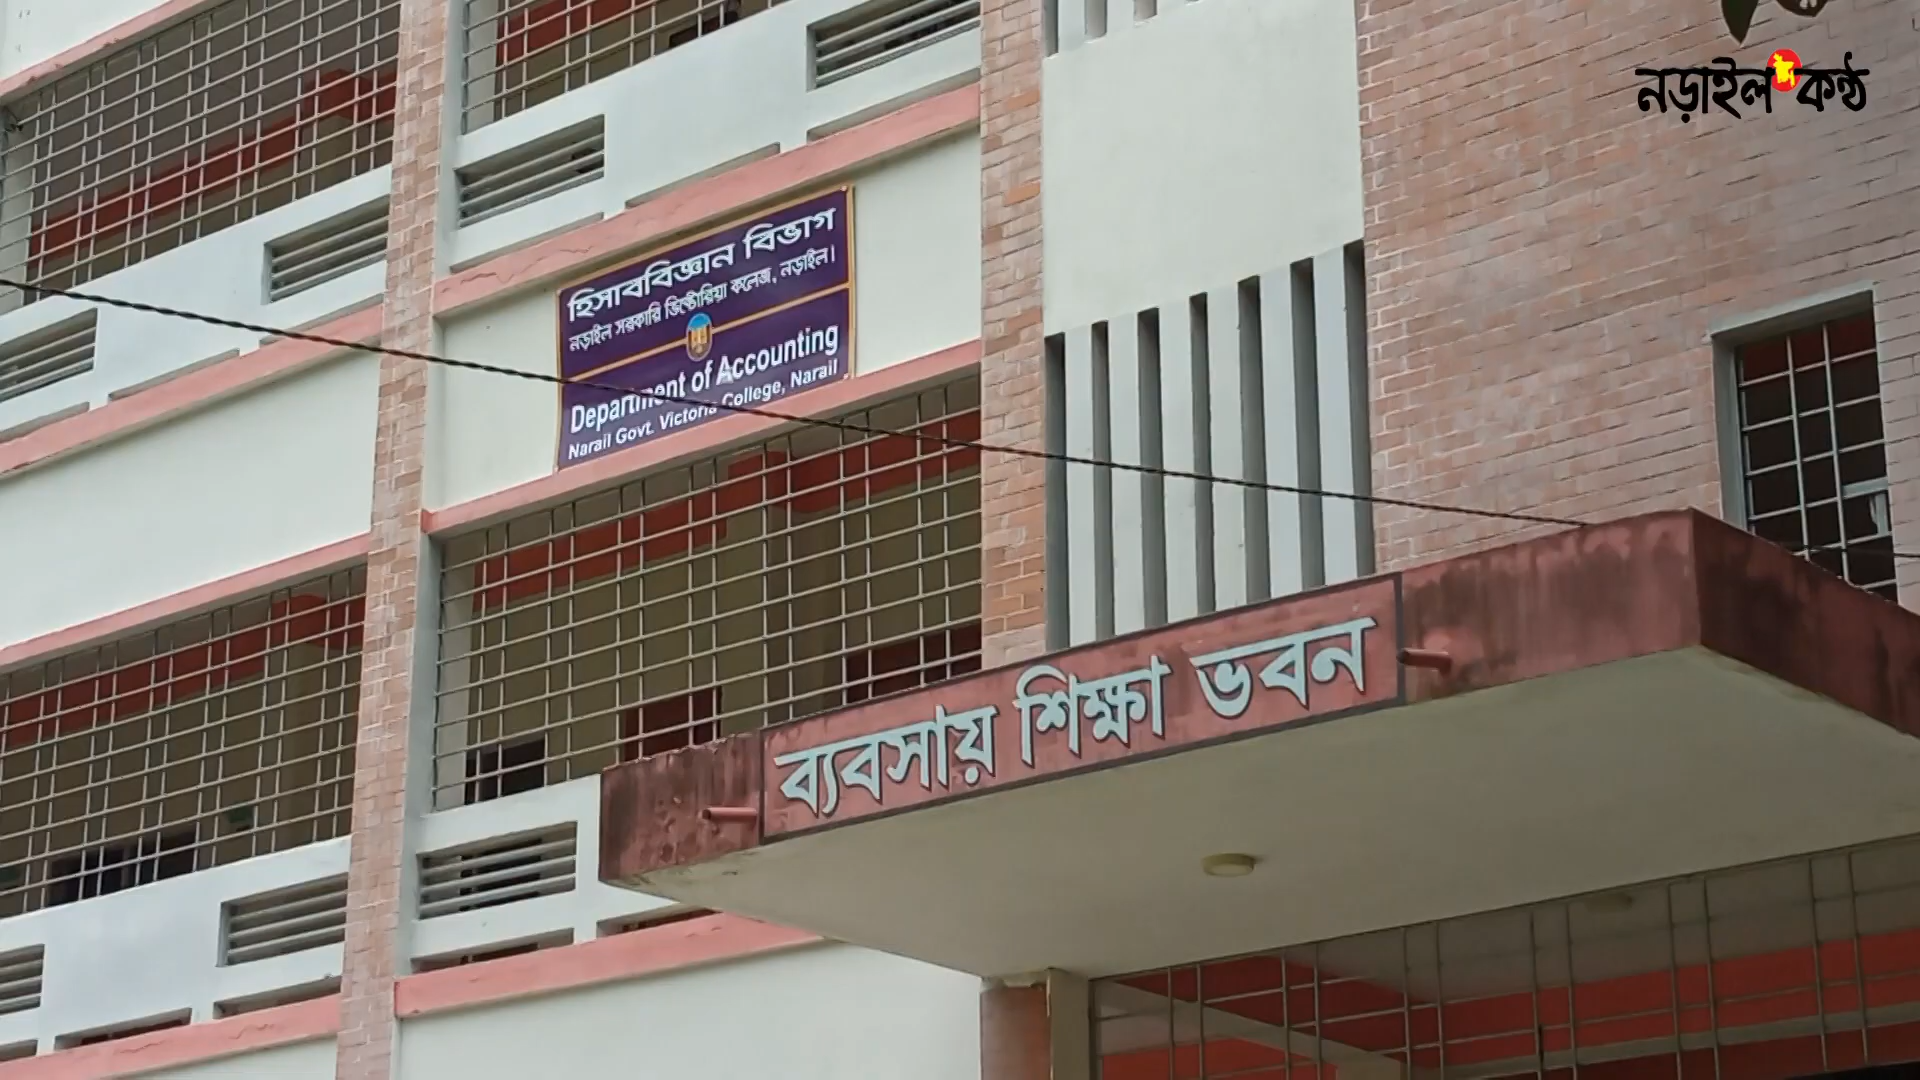 নড়াইল কন্ঠ
হিসাববিজ্ঞান বিভাগ
নড়াইল সরকারি ভিক্টোরিয়া কলেজ, নড়াইল।
Department of Accounting
Narail Govt. Victoria College, Narail
ব্যবসায় শিক্ষা ভবন